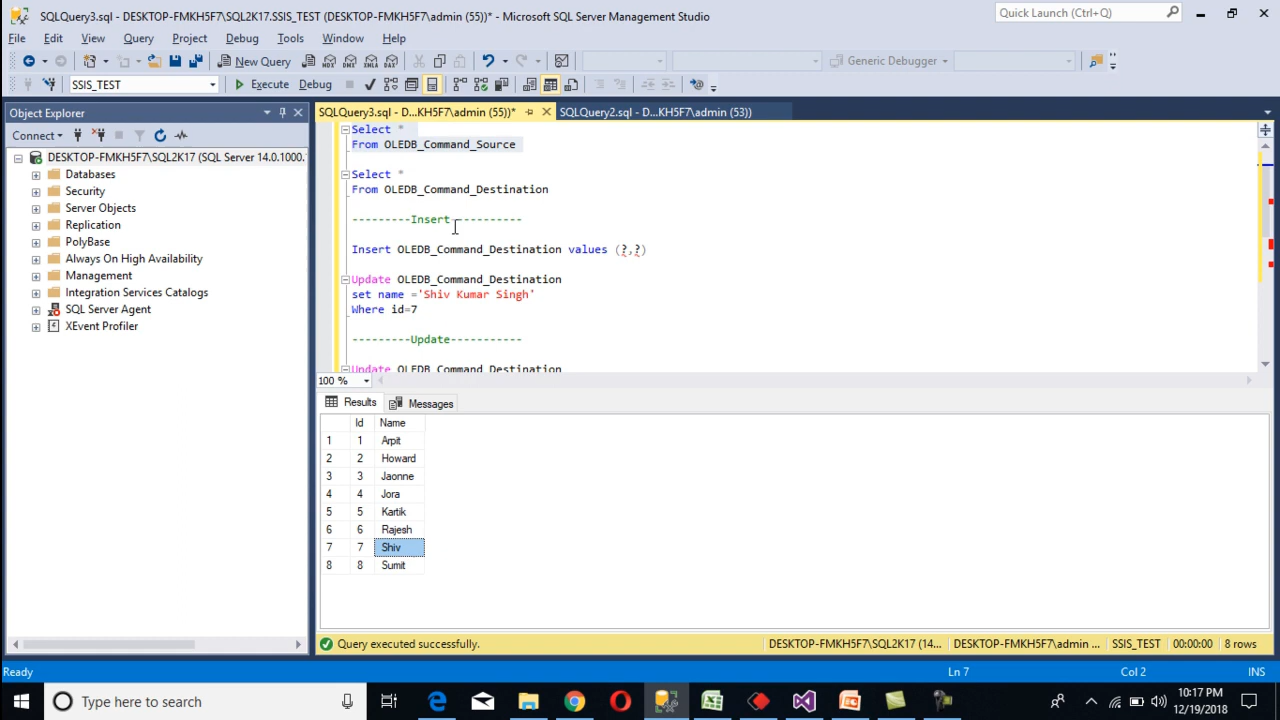 SQLQuery3.sql - DESKTOP-FMKH5F7\SQL2K17.SSIS_TEST (DESKTOP-FMKH5F7\admin (55))* - Microsoft SQL Server Management Studio
Quick Launch (Ctrl+Q)
File Edit View Query Project Debug Tools Window Help
New Query
Generic Debugger
SSIS_TEST
Execute Debug
Object Explorer
SQLQuery3.sql - D...KH5F7\admin (55))*
SQLQuery2.sql - D...KH5F7\admin (53))
Connect
DESKTOP-FMKH5F7\SQL2K17 (SQL Server 14.0.1000.
Databases
Security
Server Objects
Replication
PolyBase
Always On High Availability
Management
Integration Services Catalogs
SQL Server Agent
XEvent Profiler
Select *
From OLEDB_Command_Source
Select *
From OLEDB_Command_Destination
---------Insert-----------
Insert OLEDB_Command_Destination values (?,?)
Update OLEDB_Command_Destination
set name ='Shiv Kumar Singh'
Where id=7
---------Update-----------
Update OLEDB_Command_Destination
100 %
Results Messages
Id Name
1 1 Arpit
2 2 Howard
3 3 Jaonne
4 4 Jora
5 5 Kartik
6 6 Rajesh
7 7 Shiv
8 8 Sumit
Query executed successfully.
DESKTOP-FMKH5F7\SQL2K17 (14... DESKTOP-FMKH5F7\admin ... SSIS_TEST 00:00:00 8 rows
Ready
Ln 7
Col 2
INS
Type here to search
10:17 PM
12/19/2018